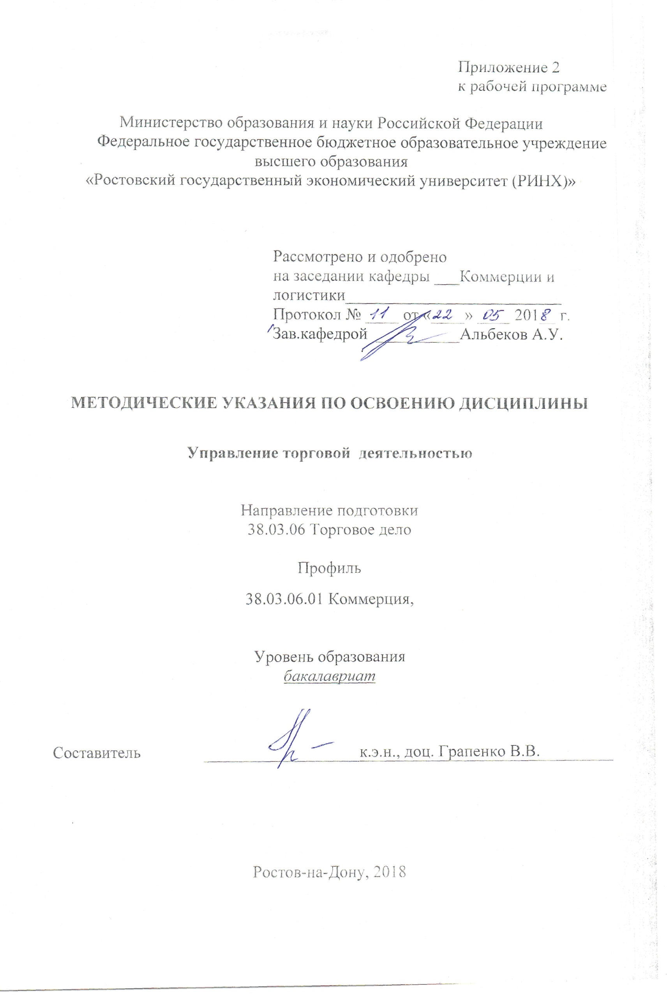 Приложение 2
к рабочей программе
Министерство образования и науки Российской Федерации
Федеральное государственное бюджетное образовательное учреждение
высшего образования
«Ростовский государственный экономический университет (РИНХ)»
Рассмотрено и одобрено
на заседании кафедры ___Коммерции и
логистики__________________________
Протокол № 11 от «22» 05 2018 г.
Зав.кафедрой ___________Альбеков А.У.
МЕТОДИЧЕСКИЕ УКАЗАНИЯ ПО ОСВОЕНИЮ ДИСЦИПЛИНЫ
Управление торговой деятельностью
Направление подготовки
38.03.06 Торговое дело
Профиль
38.03.06.01 Коммерция,
Уровень образования
бакалавриат
Составитель к.э.н., доц. Грапенко В.В.
Ростов-на-Дону, 2018